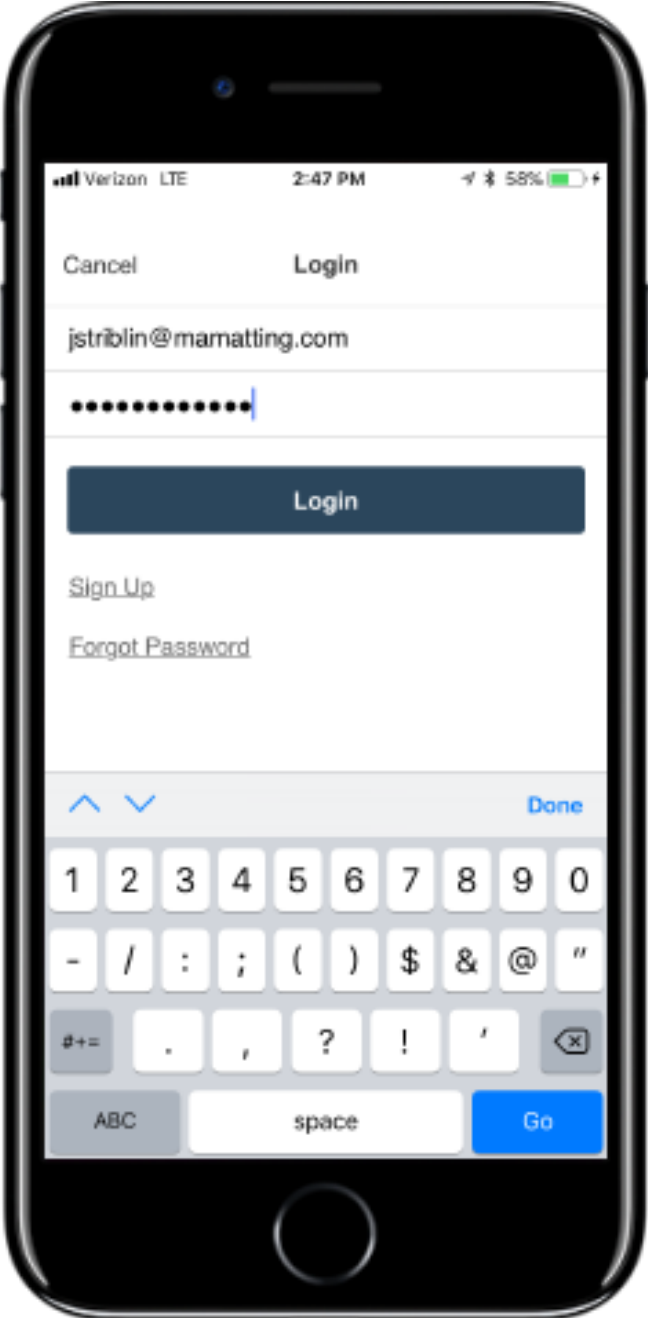 Verizon LTE 2:47 PM 58%
Cancel Login
jstriblin@mamatting.com
••••••••••••
Login
Sign Up
Forgot Password
Done
1 2 3 4 5 6 7 8 9 0
- / : ; ( ) $ & @ "
#+= . , ? ! '
ABC space Go